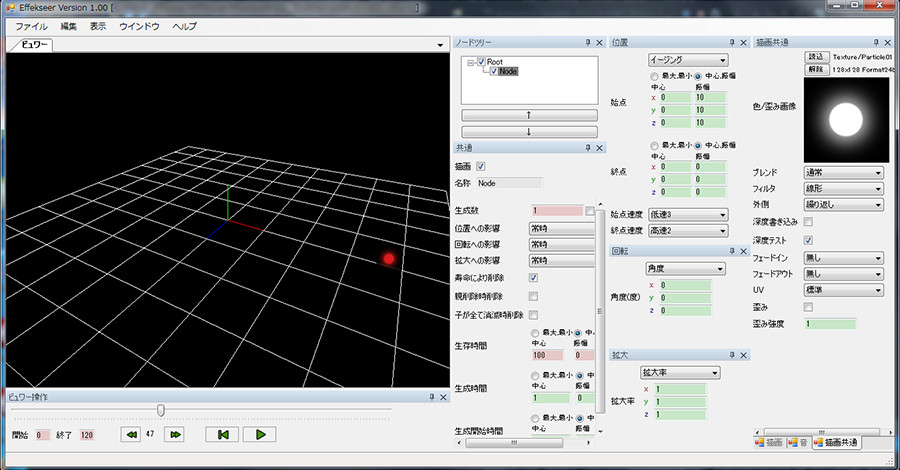 Effekseer Version 1.00 [ ]
ファイル 編集 表示 ウインドウ ヘルプ
ビュワー
ノードツリー
Root
Node
↑
↓
共通
描画
名称 Node
生成数 1
位置への影響 常時
回転への影響 常時
拡大への影響 常時
寿命により削除
親削除時削除
子が全て消滅時削除
生存時間 最大,最小 中心
中心 振幅
100 0
生成時間 最大,最小 中
中心 振幅
1 0
生成開始時間 最大,最小 中
中心 振幅
位置
イージング
最大,最小 中心,振幅
中心 振幅
始点
x 0 10
y 0 10
z 0 10
最大,最小 中心,振幅
中心 振幅
終点
x 0 0
y 0 0
z 0 0
始点速度 低速3
終点速度 高速2
回転
角度
角度(度)
x 0
y 0
z 0
拡大
拡大率
拡大率
x 1
y 1
z 1
描画共通
読込 Texture/Particle01
解除 128x128 Format24b
色/歪み画像
ブレンド 通常
フィルタ 線形
外側 繰り返し
深度書き込み
深度テスト
フェードイン 無し
フェードアウト 無し
UV 標準
歪み
歪み強度 1
描画 音 描画共通
ビュワー操作
開始 0 終了 120 47